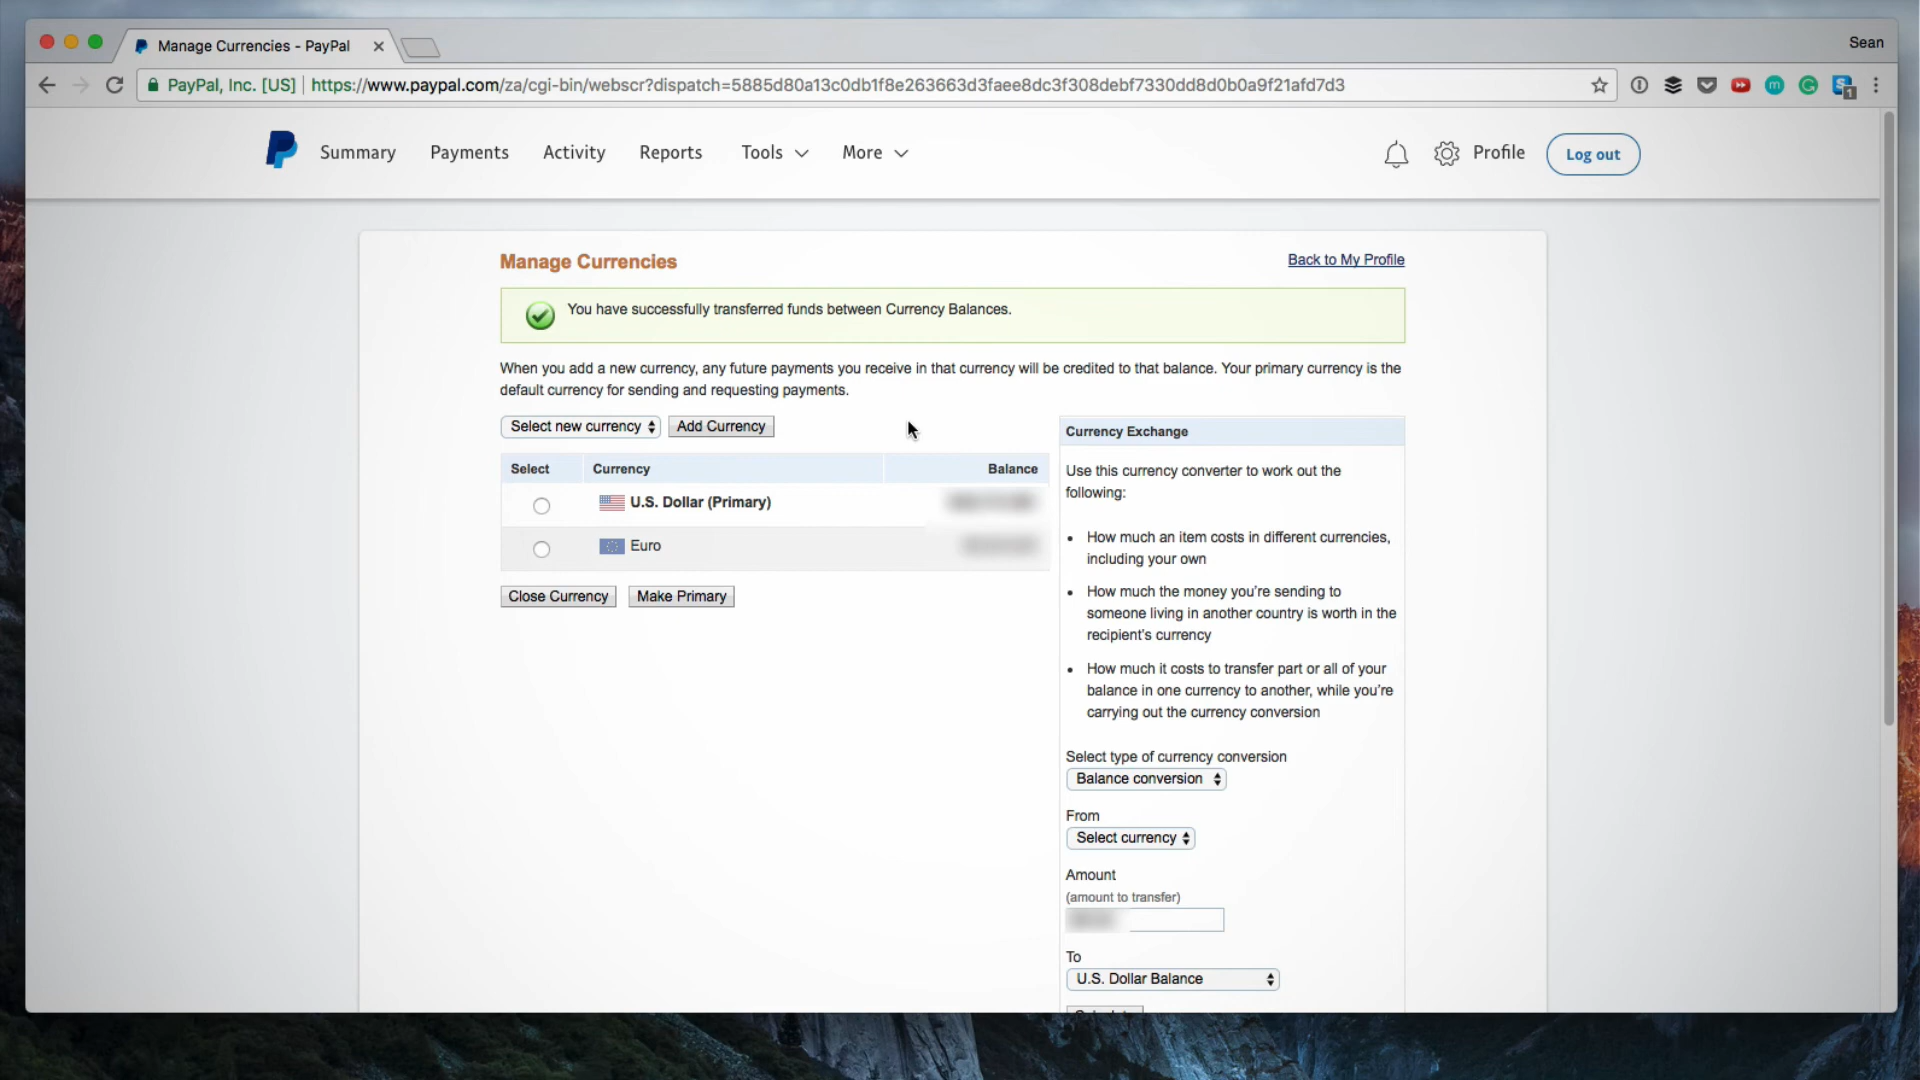 Manage Currencies - PayPal
Sean
PayPal, Inc. [US] https://www.paypal.com/za/cgi-bin/webscr?dispatch=5885d80a13c0db1f8e263663d3faee8dc3f308debf7330dd8d0b0a9f21afd7d3
1
Summary Payments Activity Reports Tools More Profile Log out
Manage Currencies Back to My Profile
You have successfully transferred funds between Currency Balances.
When you add a new currency, any future payments you receive in that currency will be credited to that balance. Your primary currency is the
default currency for sending and requesting payments.
Select new currency Add Currency
Select Currency Balance
U.S. Dollar (Primary)
Euro
Close Currency Make Primary
Currency Exchange
Use this currency converter to work out the
following:
• How much an item costs in different currencies,
including your own
• How much the money you’re sending to
someone living in another country is worth in the
recipient’s currency
• How much it costs to transfer part or all of your
balance in one currency to another, while you’re
carrying out the currency conversion
Select type of currency conversion
Balance conversion
From
Select currency
Amount
(amount to transfer)
To
U.S. Dollar Balance